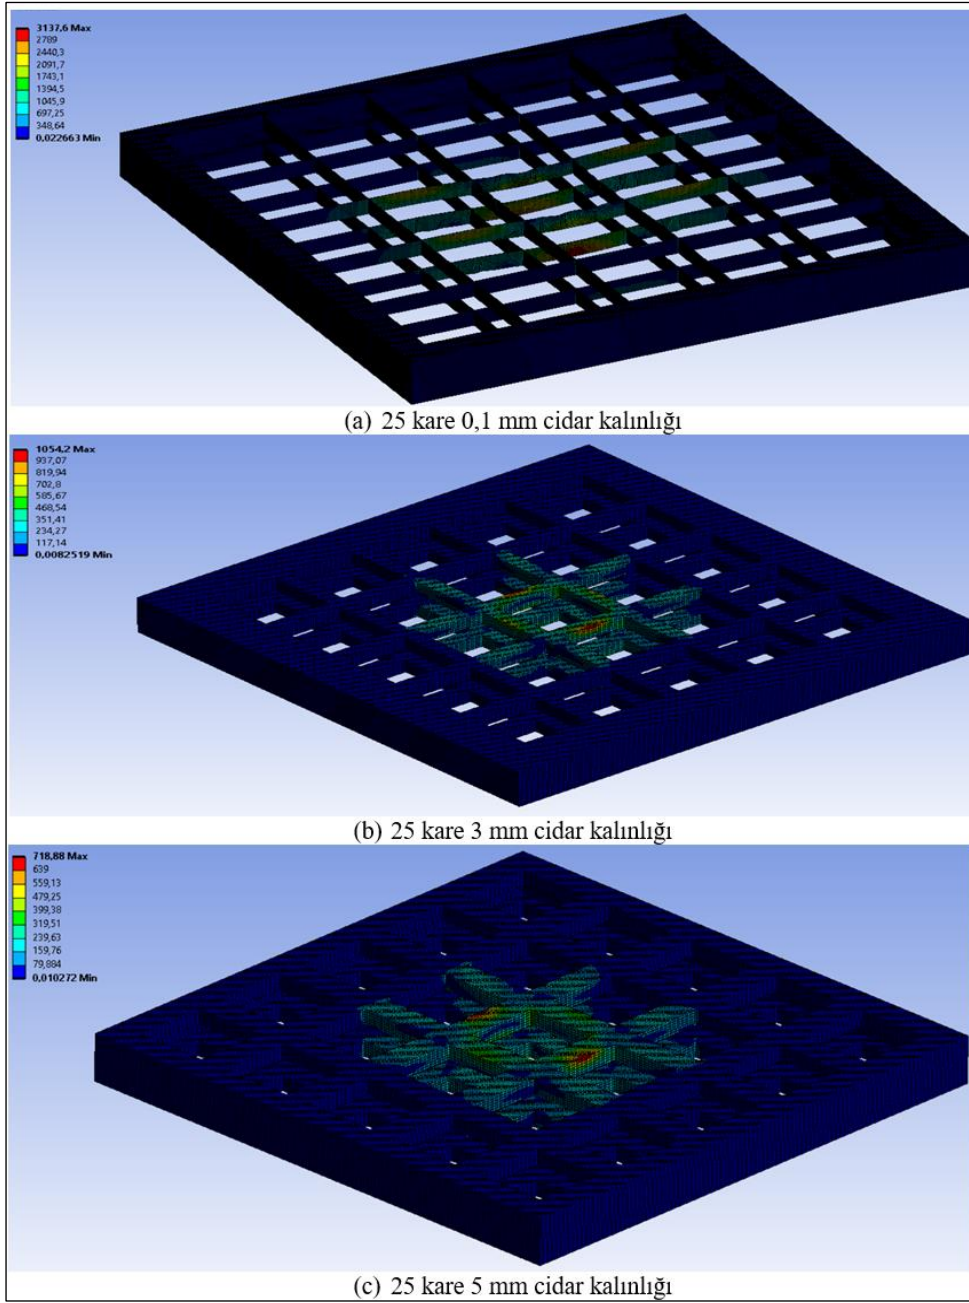 3137,6 Max
2789
2440,3
2091,7
1743,1
1394,5
1045,9
697,25
348,64
0,022663 Min
(a) 25 kare 0,1 mm cidar kalınlığı
1054,2 Max
937,07
819,94
702,8
585,67
468,54
351,41
234,27
117,14
0,0082519 Min
(b) 25 kare 3 mm cidar kalınlığı
718,88 Max
639
559,13
479,25
399,38
319,51
239,63
159,76
79,884
0,010272 Min
(c) 25 kare 5 mm cidar kalınlığı